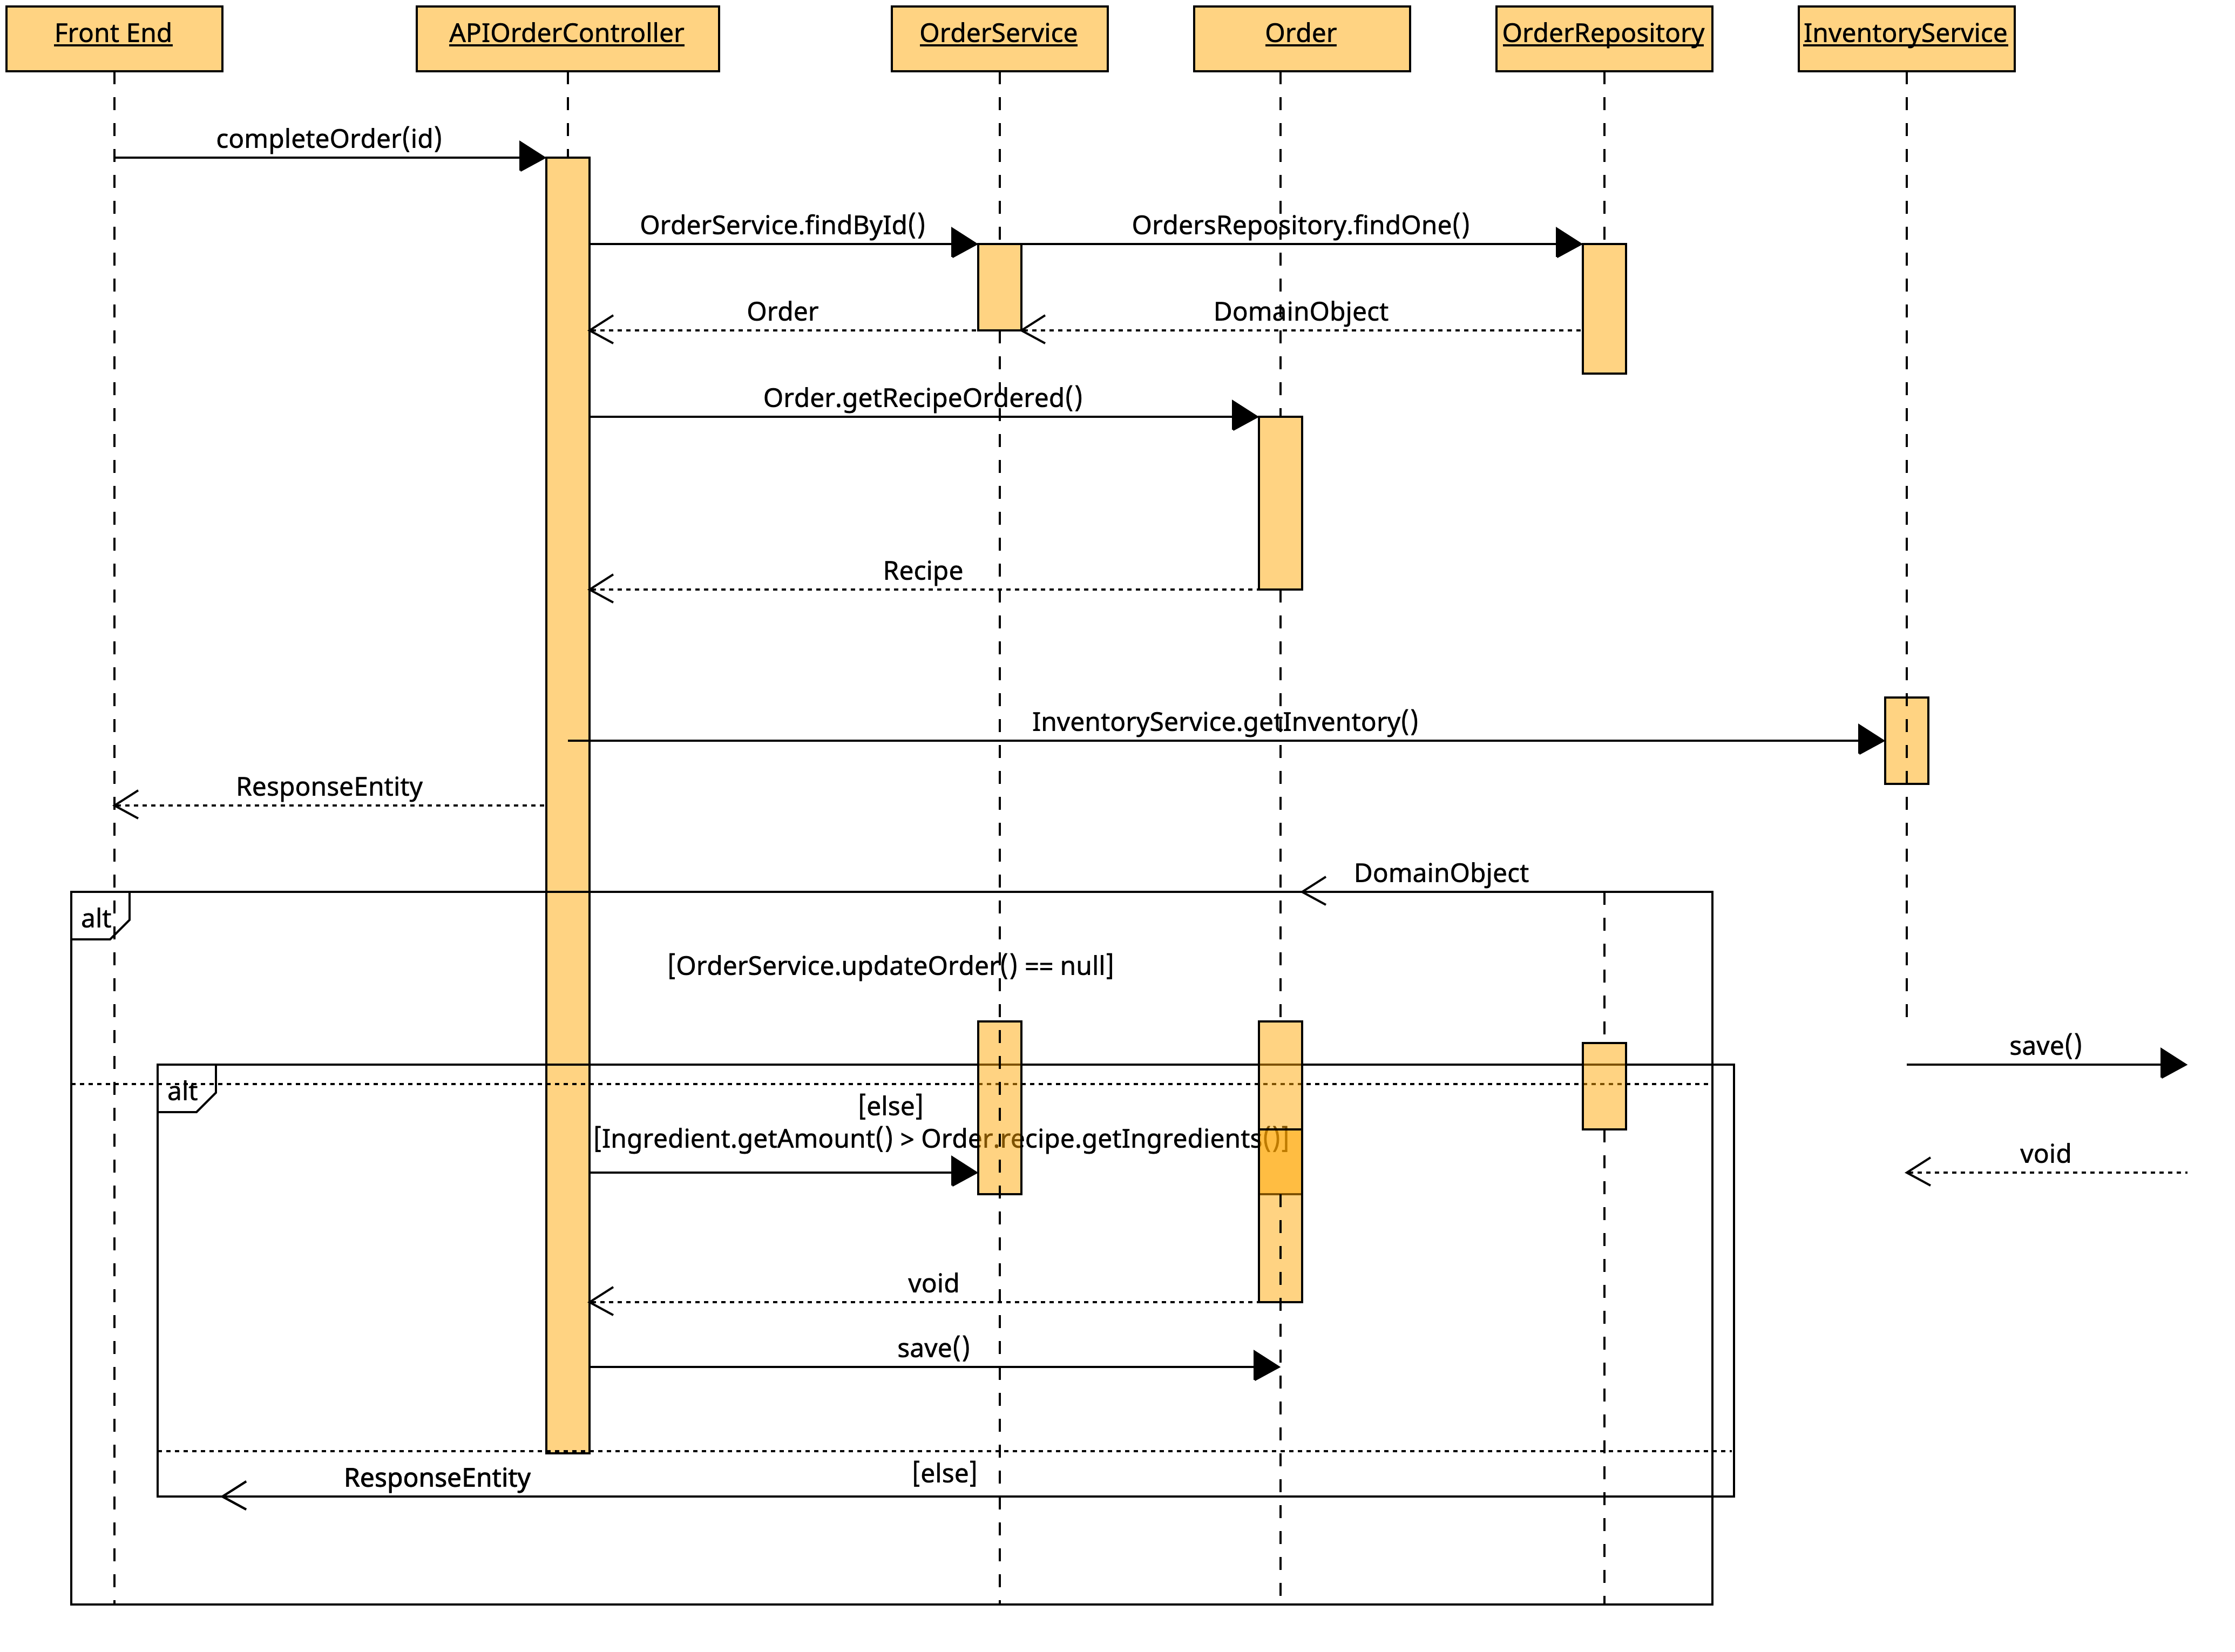 Front End
APIOrderController
OrderService
Order
OrderRepository
InventoryService
completeOrder(id)
OrderService.findById()
OrdersRepository.findOne()
Order
DomainObject
Order.getRecipeOrdered()
Recipe
InventoryService.getInventory()
ResponseEntity
DomainObject
alt
[OrderService.updateOrder() == null]
save()
alt
[else]
[Ingredient.getAmount() > Order.recipe.getIngredients()]
void
void
save()
ResponseEntity
[else]